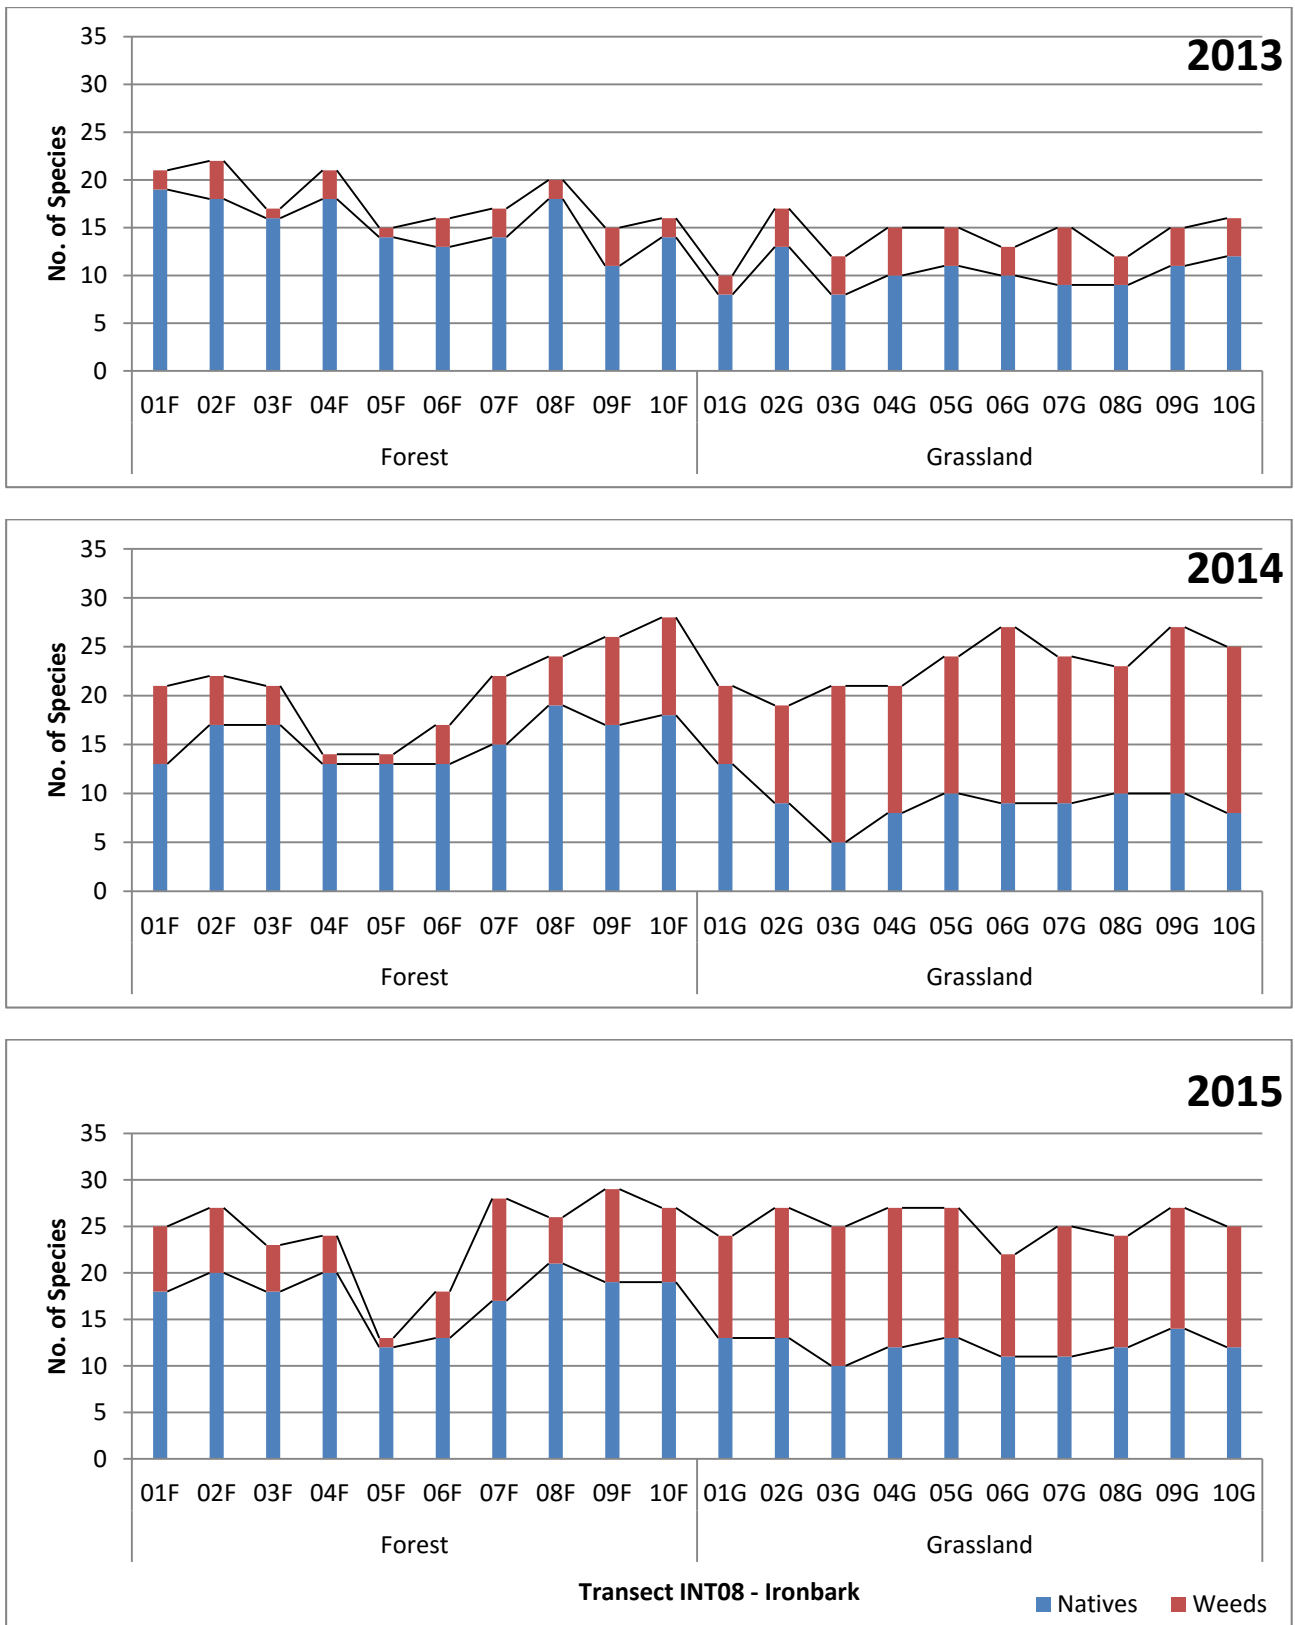 2013
No. of Species
35
30
25
20
15
10
5
0
01F 02F 03F 04F 05F 06F 07F 08F 09F 10F 01G 02G 03G 04G 05G 06G 07G 08G 09G 10G
Forest Grassland
2014
No. of Species
35
30
25
20
15
10
5
0
01F 02F 03F 04F 05F 06F 07F 08F 09F 10F 01G 02G 03G 04G 05G 06G 07G 08G 09G 10G
Forest Grassland
2015
No. of Species
35
30
25
20
15
10
5
0
01F 02F 03F 04F 05F 06F 07F 08F 09F 10F 01G 02G 03G 04G 05G 06G 07G 08G 09G 10G
Forest Grassland
Transect INT08 - Ironbark
Natives Weeds